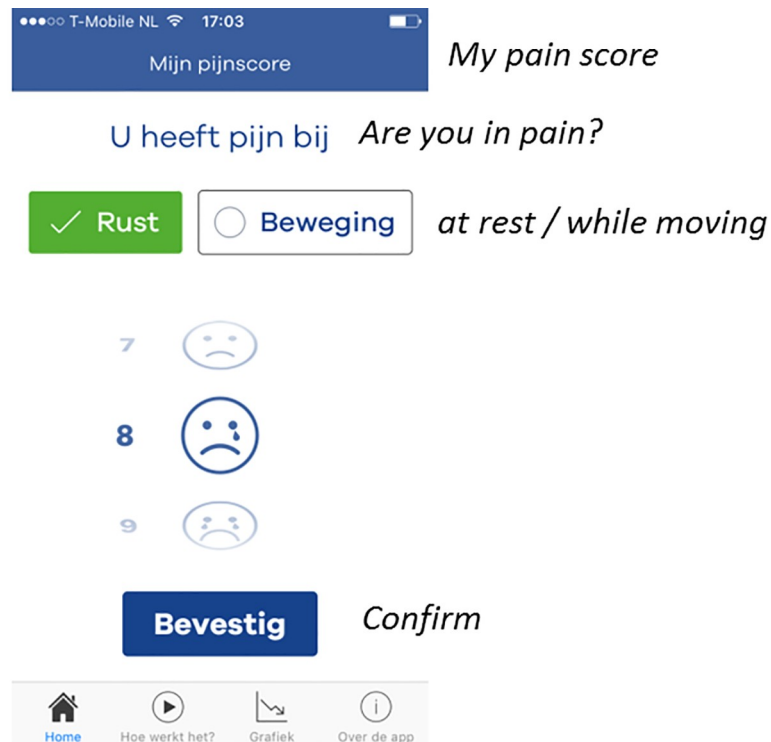 T-Mobile NL 17:03
Mijn pijnscore
My pain score
U heeft pijn bij
Are you in pain?
Rust
Beweging
at rest / while moving
7
8
9
Bevestig
Confirm
Home
Hoe werkt het?
Grafiek
Over de app